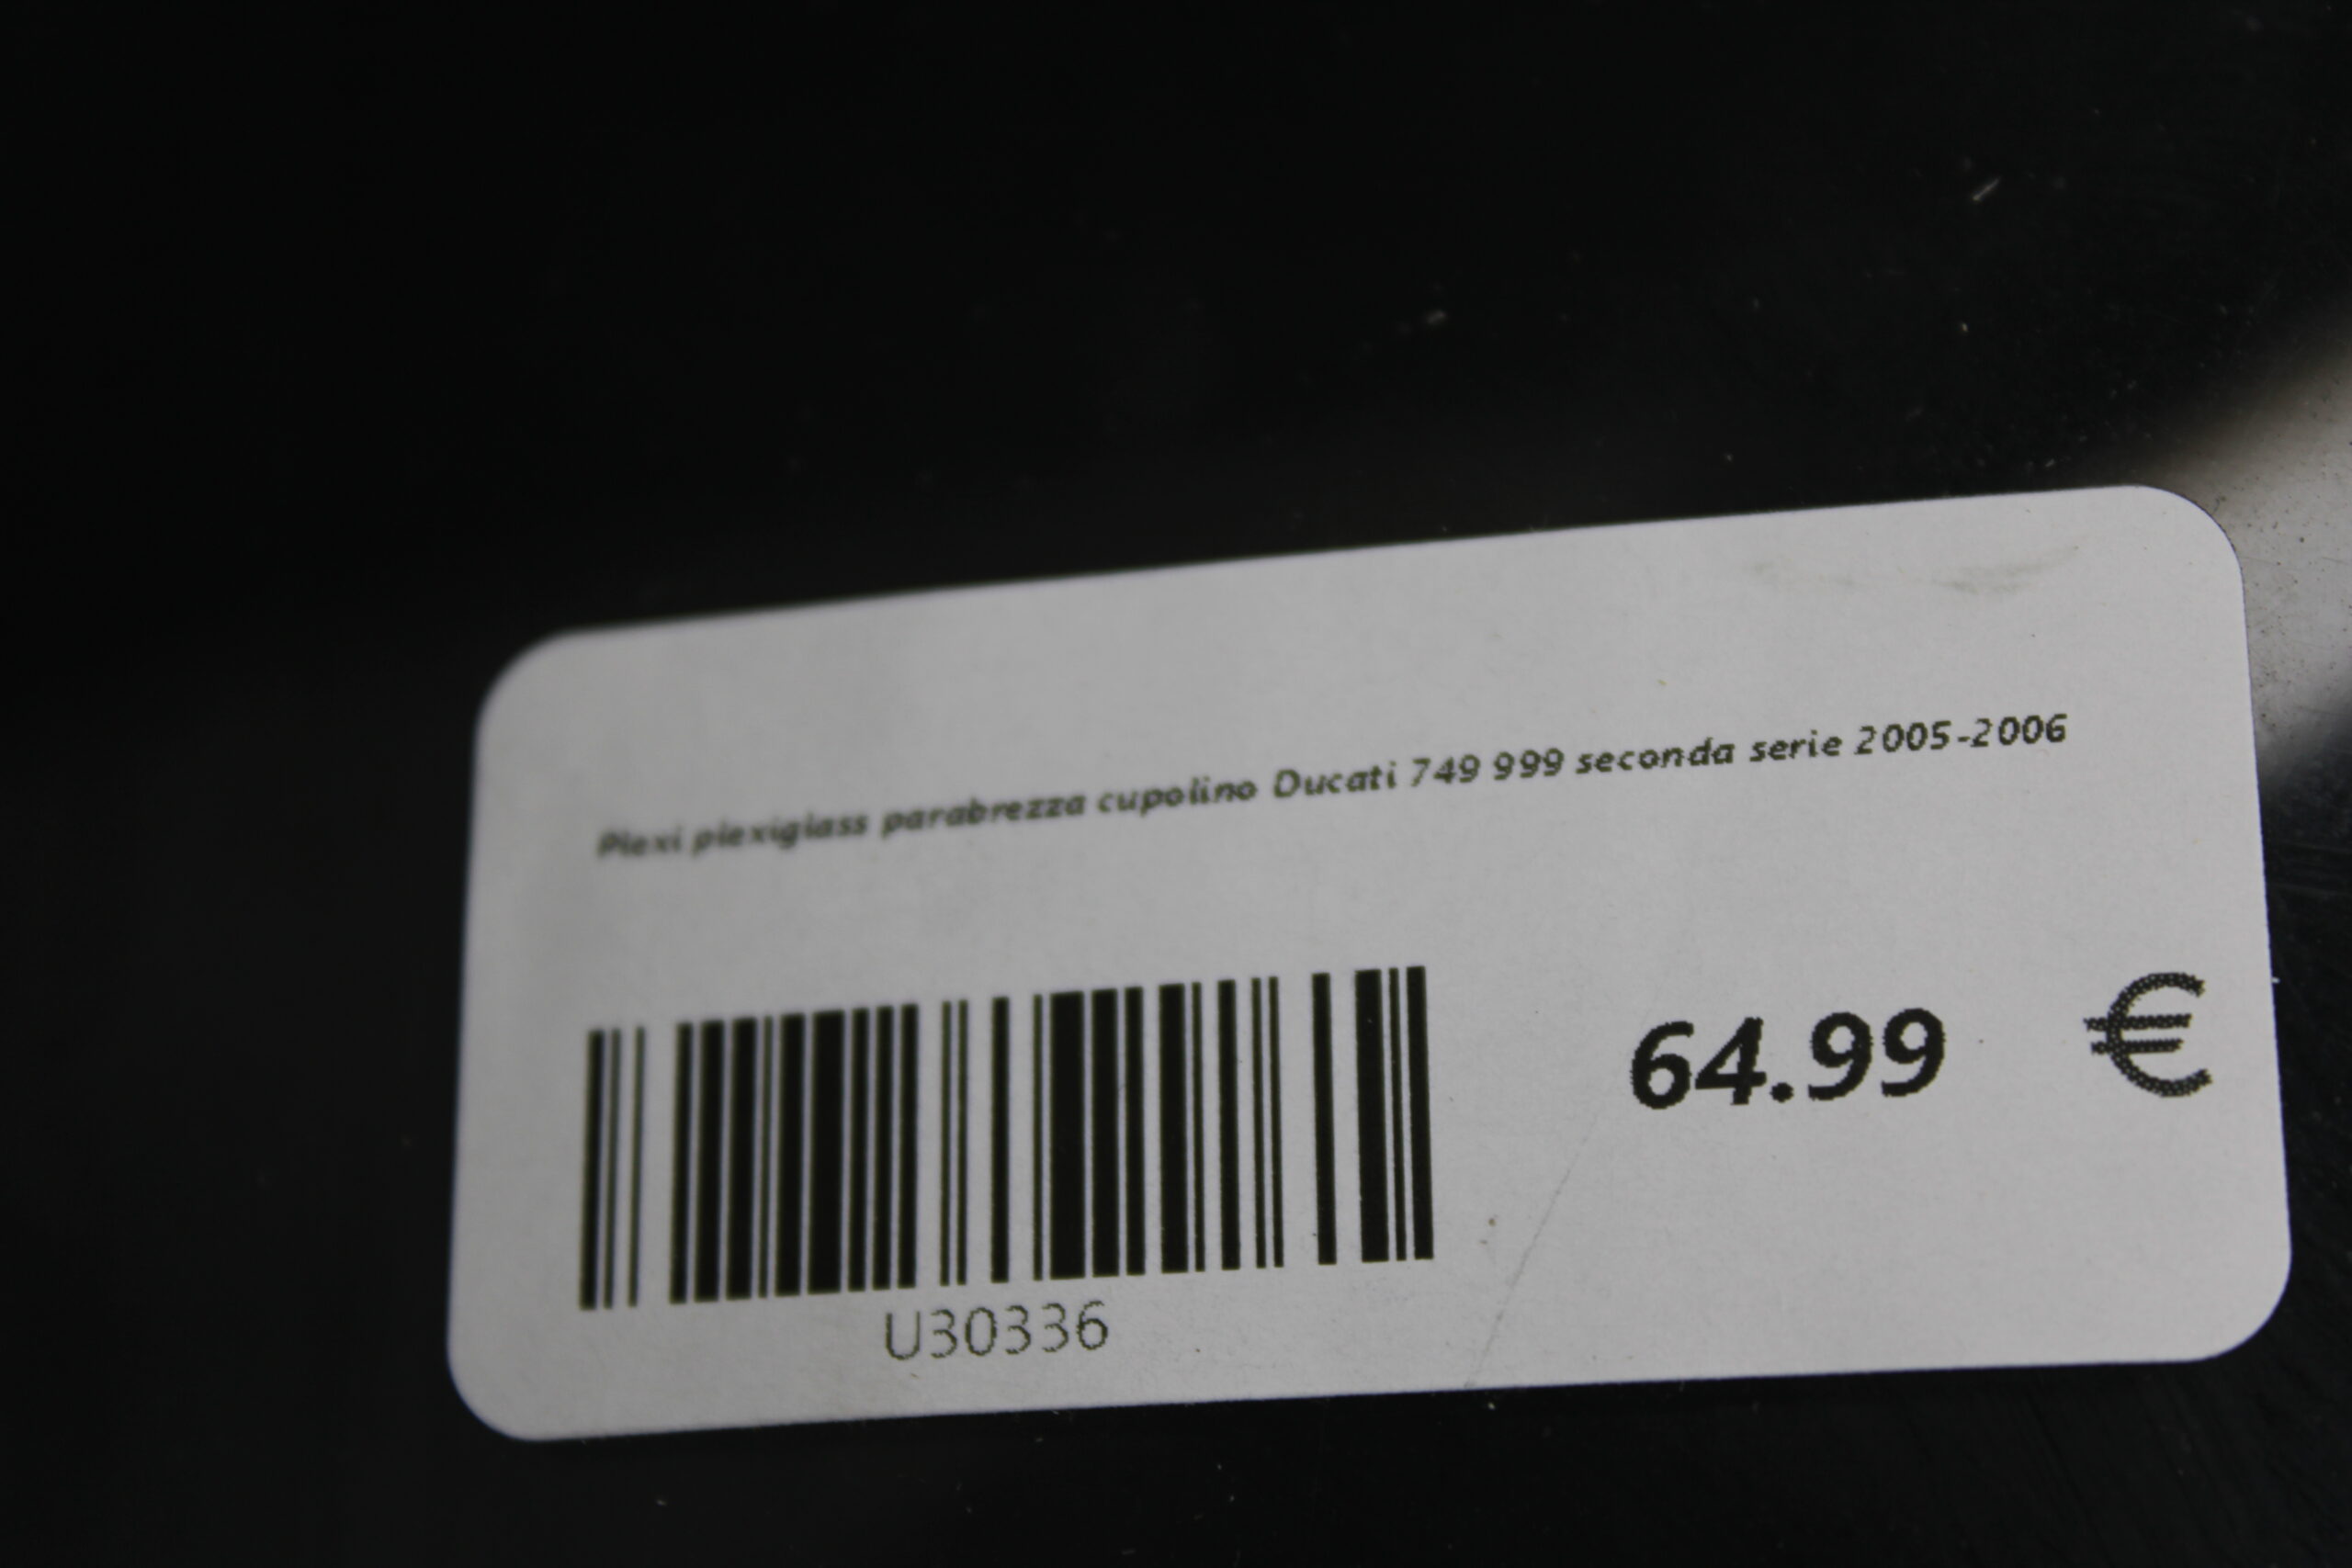 Plexi plexiglass parabrezza cupolino Ducati 749 999 seconda serie 2005-2006
64.99 €
U30336